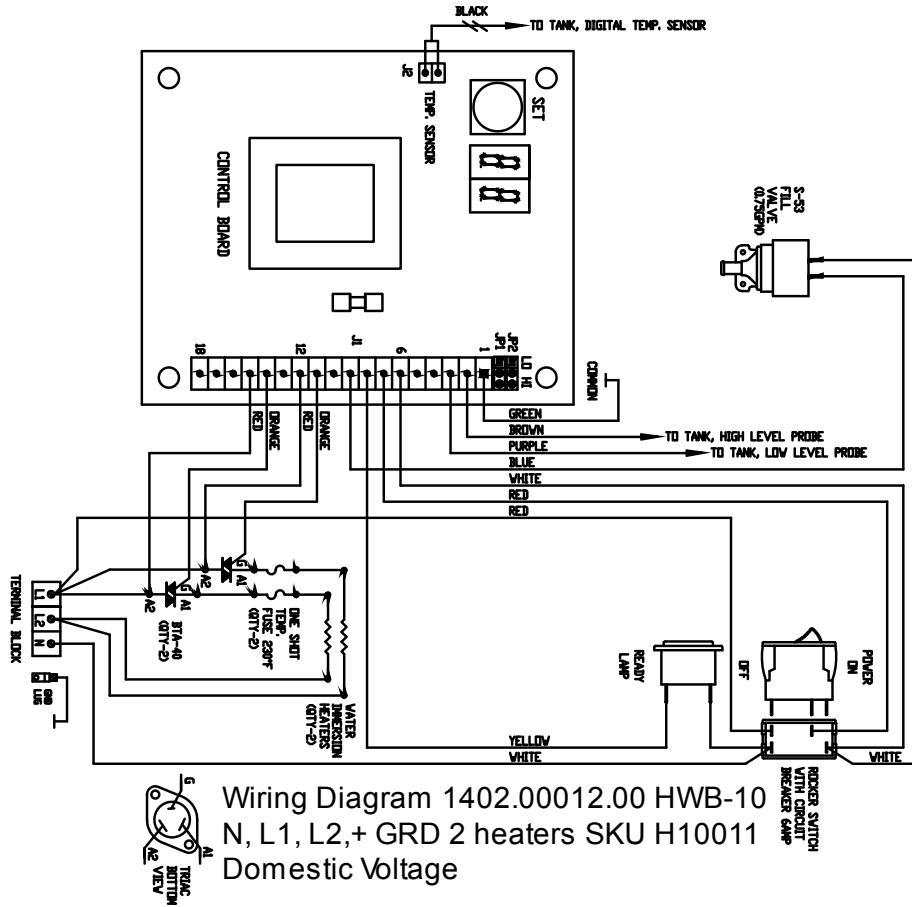 BLACK
TO TANK, DIGITAL TEMP. SENSOR
J2
TEMP. SENSOR
SET
88
CONTROL BOARD
S-53
FILL
VALVE
(0.75GPM)
J1
18
12
6
1
JP1
JP2
LO
HI
COMMON
GREEN
BROWN
TO TANK, HIGH LEVEL PROBE
PURPLE
TO TANK, LOW LEVEL PROBE
BLUE
WHITE
RED
RED
RED
ORANGE
RED
ORANGE
A2
G
A1
A2
G
A1
BTA-40
(QTY-2)
ONE SHOT
TEMP.
FUSE 230°F
(QTY-2)
TERMINAL BLOCK
L1
L2
N
GND
LUG
WATER
IMMERSION
HEATERS
(QTY-2)
READY
LAMP
POWER
ON
OFF
YELLOW
WHITE
WHITE
ROCKER SWITCH
WITH CIRCUIT
BREAKER 6AMP
G
A2
A1
TRIAC
BOTTOM
VIEW
Wiring Diagram 1402.00012.00 HWB-10
N, L1, L2,+ GRD 2 heaters SKU H10011
Domestic Voltage